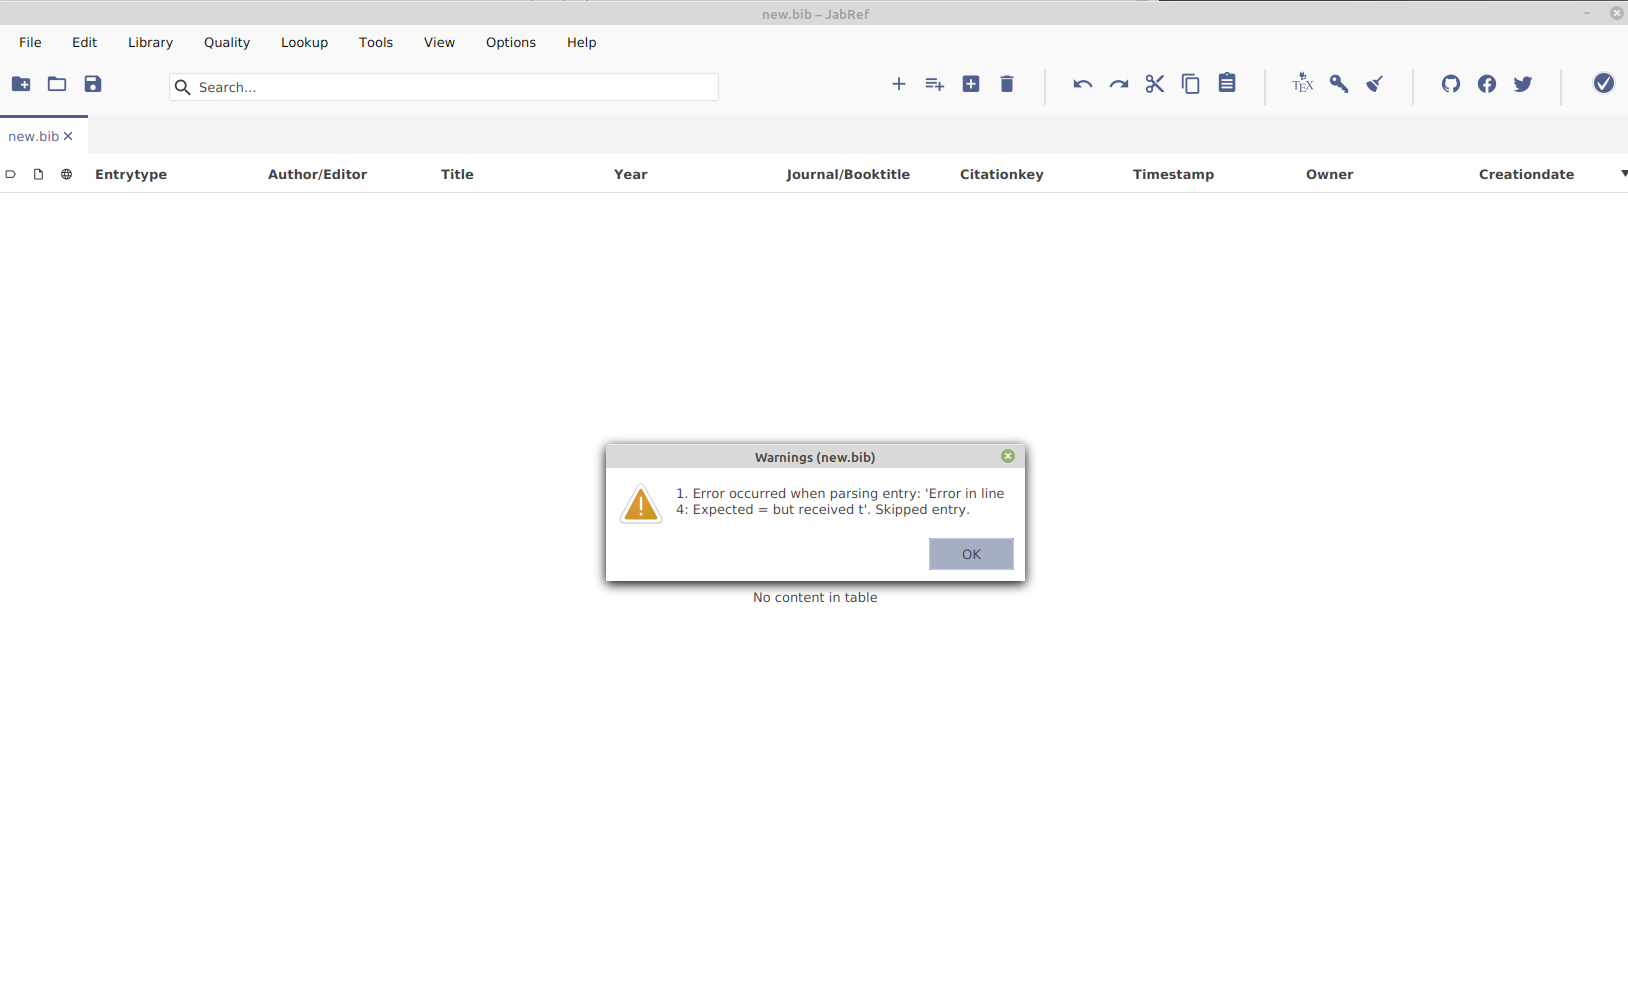 new.bib – JabRef
File Edit Library Quality Lookup Tools View Options Help
Search...
TEX
new.bib
Entrytype Author/Editor Title Year Journal/Booktitle Citationkey Timestamp Owner Creationdate
Warnings (new.bib)
1. Error occurred when parsing entry: 'Error in line
4: Expected = but received t'. Skipped entry.
OK
No content in table